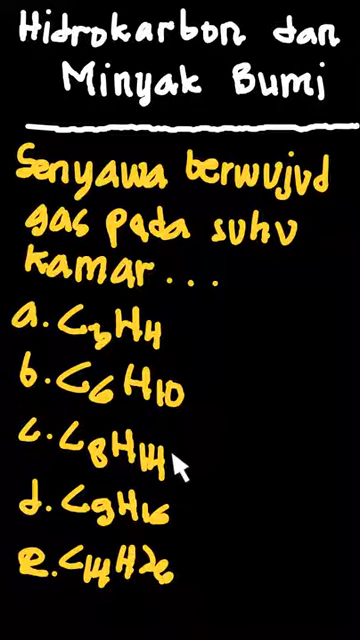 Hidrokarbon dan
Minyak Bumi
Senyawa berwujud
gas pada suhu
kamar...
a. C₃H₄
b. C₆H₁₀
c. C₈H₁₄
d. C₉H₁₆
e. C₁₄H₂₆